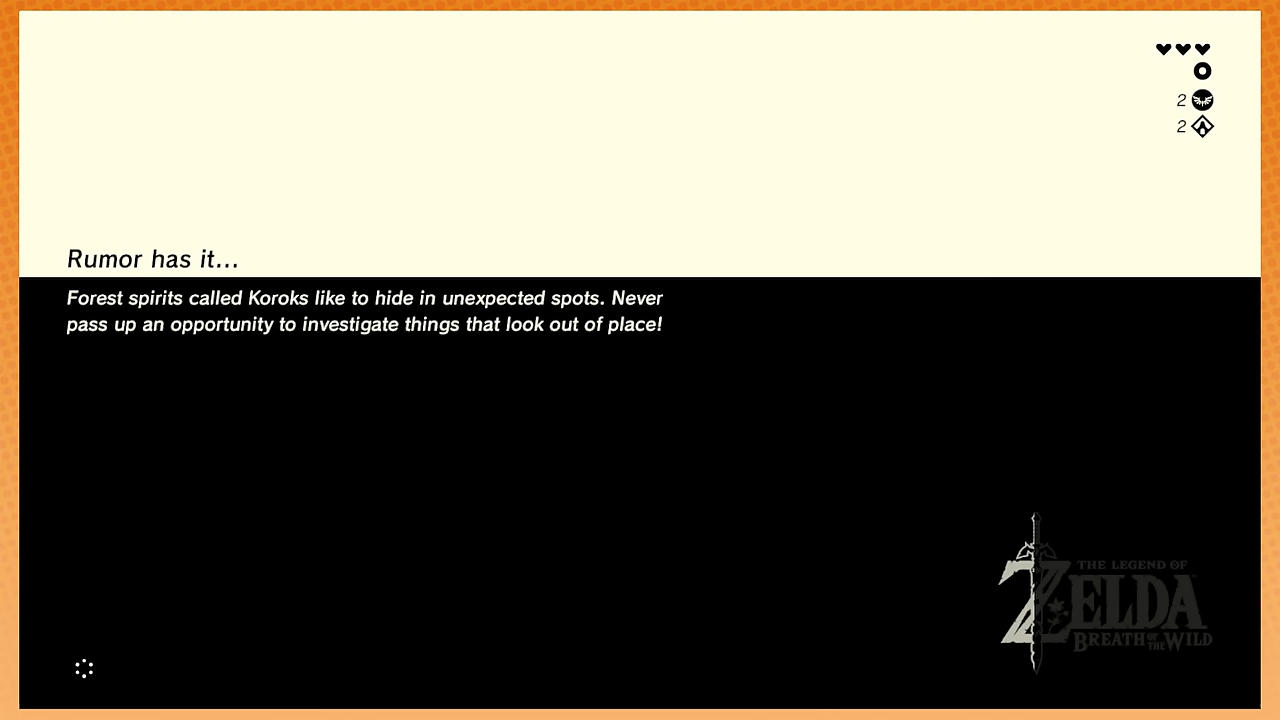 2
2
Rumor has it...
Forest spirits called Koroks like to hide in unexpected spots. Never
pass up an opportunity to investigate things that look out of place!
THE LEGEND OF
ZELDA
BREATH OF THE WILD